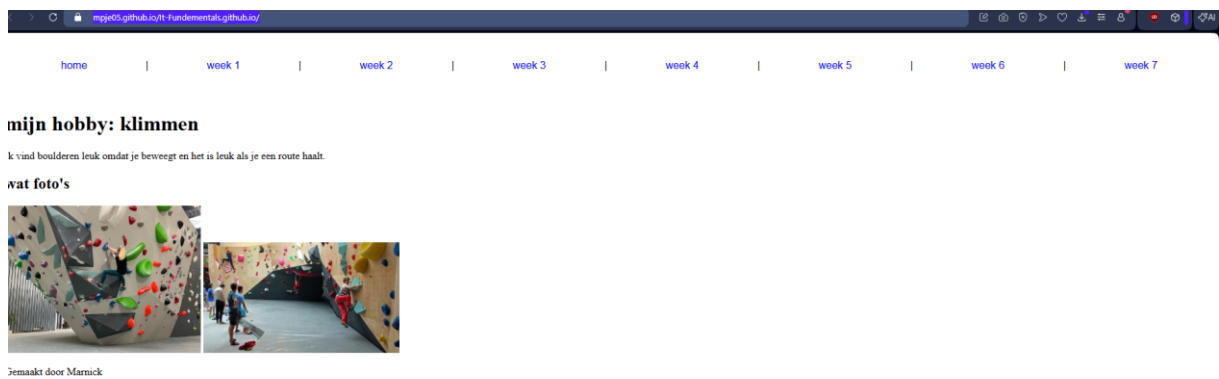 mpje05.github.io/It-Fundementals.github.io/
AI
home | week 1 | week 2 | week 3 | week 4 | week 5 | week 6 | week 7
mijn hobby: klimmen
k vind boulderen leuk omdat je beweegt en het is leuk als je een route haalt.
wat foto's
Gemaakt door Marnick